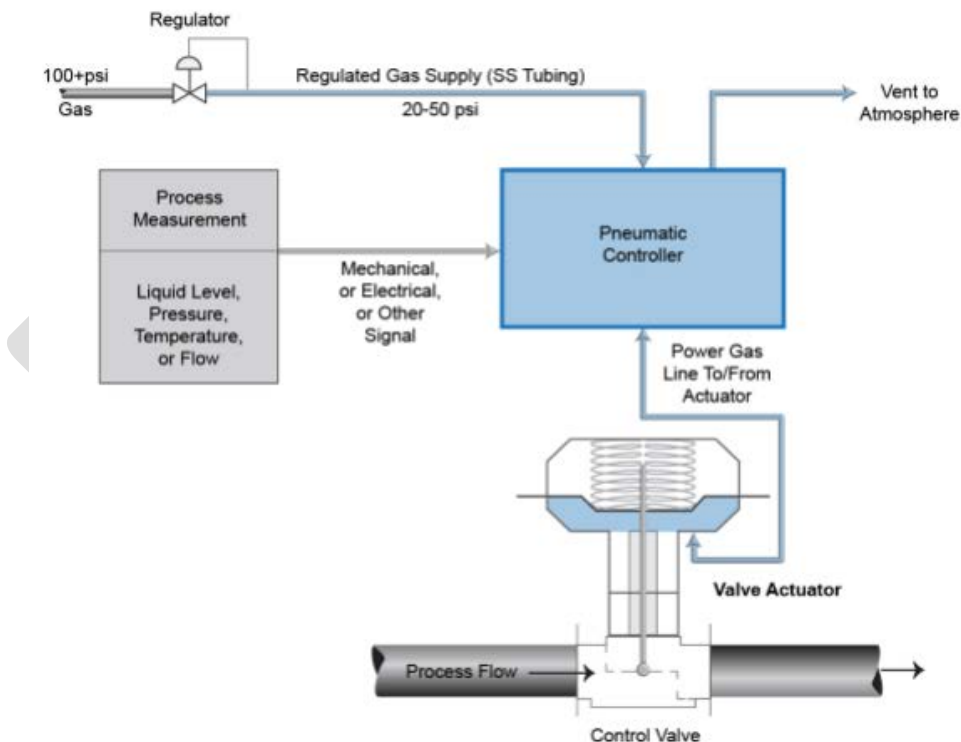 Regulator
100+psi
Gas
Regulated Gas Supply (SS Tubing)
20-50 psi
Vent to
Atmosphere
Process
Measurement
Liquid Level,
Pressure,
Temperature,
or Flow
Mechanical,
or Electrical,
or Other
Signal
Pneumatic
Controller
Power Gas
Line To/From
Actuator
Valve Actuator
Process Flow
Control Valve